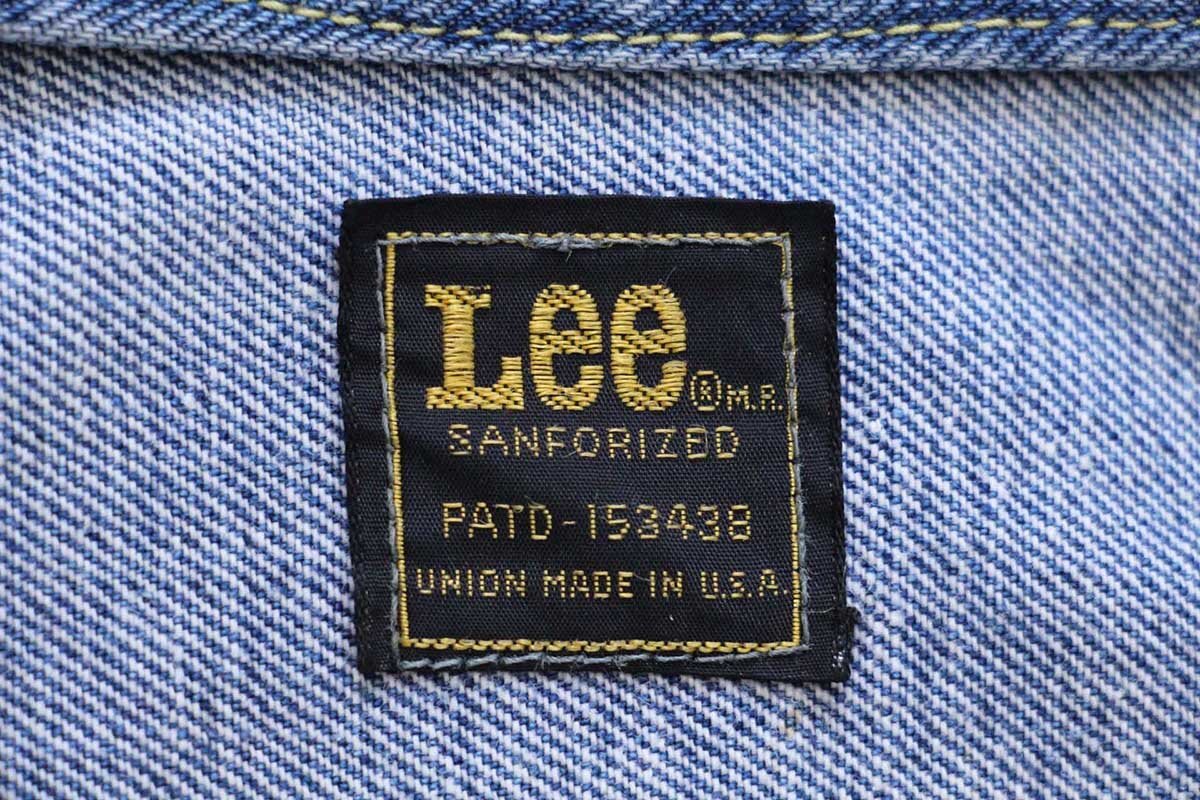 Lee ® M.R.
SANFORIZED
PATD-153438
UNION MADE IN U.S.A.